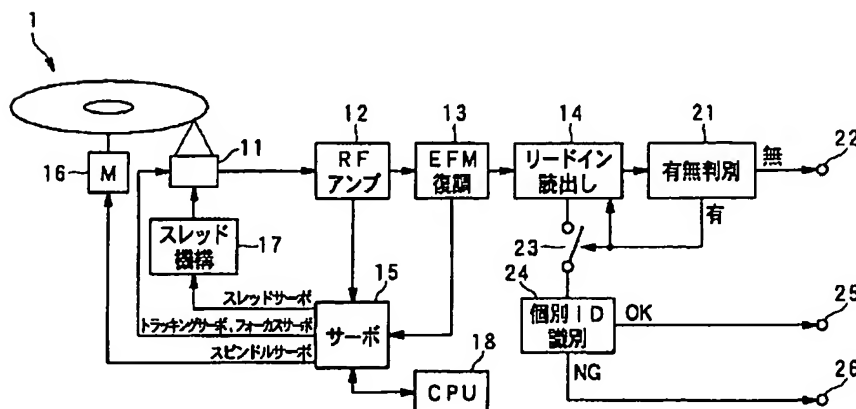 1
12
13
14
21
RF
アンプ
EFM
復調
リードイン
読出し
有無判別
無
22
16
M
11
有
スレッド
機構
17
23
24
15
スレッドサーボ
トラッキングサーボ,フォーカスサーボ
スピンドルサーボ
サーボ
個別ID
識別
OK
25
18
CPU
NG
26